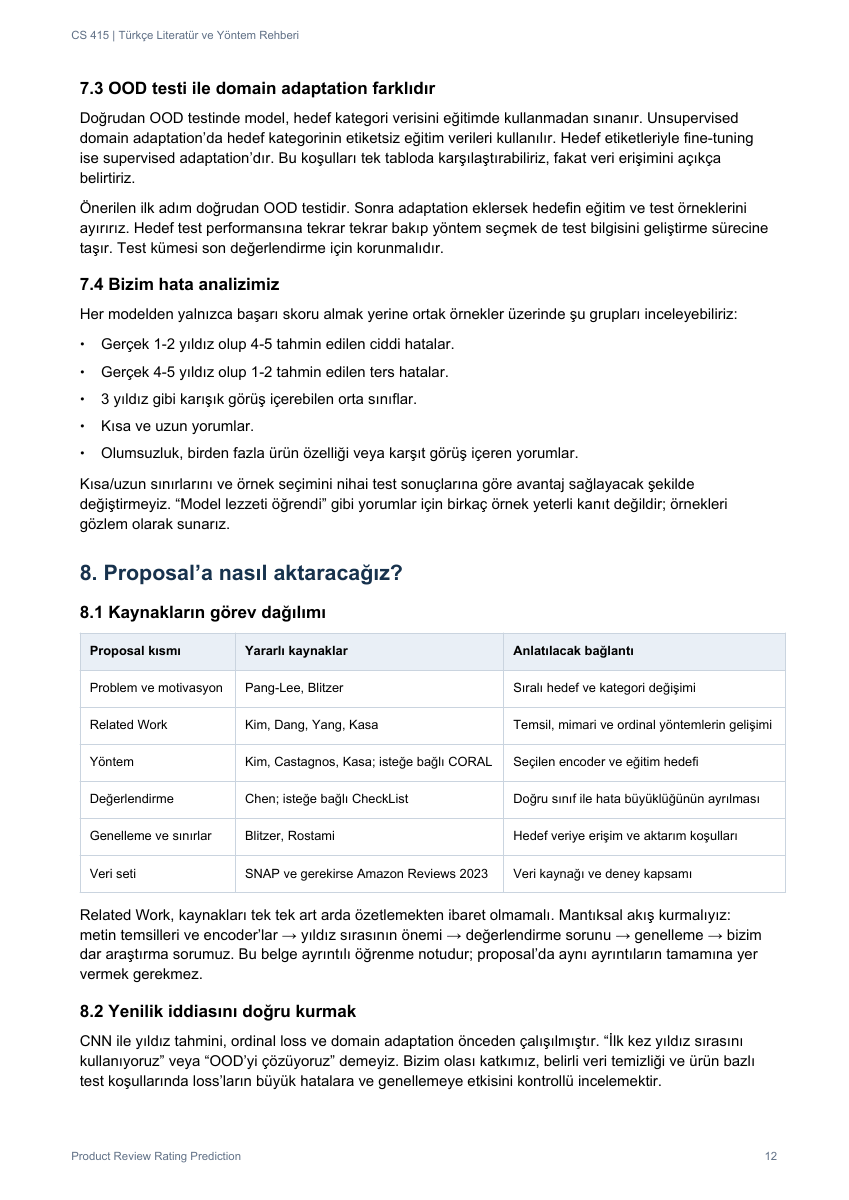 CS 415 | Türkçe Literatür ve Yöntem Rehberi
7.3 OOD testi ile domain adaptation farklıdır
Doğrudan OOD testinde model, hedef kategori verisini eğitimde kullanmadan sınanır. Unsupervised
domain adaptation’da hedef kategorinin etiketsiz eğitim verileri kullanılır. Hedef etiketleriyle fine-tuning
ise supervised adaptation’dır. Bu koşulları tek tabloda karşılaştırabiliriz, fakat veri erişimini açıkça
belirtiriz.
Önerilen ilk adım doğrudan OOD testidir. Sonra adaptation eklersek hedefin eğitim ve test örneklerini
ayırırız. Hedef test performansına tekrar tekrar bakıp yöntem seçmek de test bilgisini geliştirme sürecine
taşır. Test kümesi son değerlendirme için korunmalıdır.
7.4 Bizim hata analizimiz
Her modelden yalnızca başarı skoru almak yerine ortak örnekler üzerinde şu grupları inceleyebiliriz:
• Gerçek 1-2 yıldız olup 4-5 tahmin edilen ciddi hatalar.
• Gerçek 4-5 yıldız olup 1-2 tahmin edilen ters hatalar.
• 3 yıldız gibi karışık görüş içerebilen orta sınıflar.
• Kısa ve uzun yorumlar.
• Olumsuzluk, birden fazla ürün özelliği veya karşıt görüş içeren yorumlar.
Kısa/uzun sınırlarını ve örnek seçimini nihai test sonuçlarına göre avantaj sağlayacak şekilde
değiştirmeyiz. “Model lezzeti öğrendi” gibi yorumlar için birkaç örnek yeterli kanıt değildir; örnekleri
gözlem olarak sunarız.
8. Proposal’a nasıl aktaracağız?
8.1 Kaynakların görev dağılımı
Proposal kısmı Yararlı kaynaklar Anlatılacak bağlantı
Problem ve motivasyon Pang-Lee, Blitzer Sıralı hedef ve kategori değişimi
Related Work Kim, Dang, Yang, Kasa Temsil, mimari ve ordinal yöntemlerin gelişimi
Yöntem Kim, Castagnos, Kasa; isteğe bağlı CORAL Seçilen encoder ve eğitim hedefi
Değerlendirme Chen; isteğe bağlı CheckList Doğru sınıf ile hata büyüklüğünün ayrılması
Genelleme ve sınırlar Blitzer, Rostami Hedef veriye erişim ve aktarım koşulları
Veri seti SNAP ve gerekirse Amazon Reviews 2023 Veri kaynağı ve deney kapsamı
Related Work, kaynakları tek tek art arda özetlemekten ibaret olmamalı. Mantıksal akış kurmalıyız:
metin temsilleri ve encoder’lar → yıldız sırasının önemi → değerlendirme sorunu → genelleme → bizim
dar araştırma sorumuz. Bu belge ayrıntılı öğrenme notudur; proposal’da aynı ayrıntıların tamamına yer
vermek gerekmez.
8.2 Yenilik iddiasını doğru kurmak
CNN ile yıldız tahmini, ordinal loss ve domain adaptation önceden çalışılmıştır. “İlk kez yıldız sırasını
kullanıyoruz” veya “OOD’yi çözüyoruz” demeyiz. Bizim olası katkımız, belirli veri temizliği ve ürün bazlı
test koşullarında loss’ların büyük hatalara ve genellemeye etkisini kontrollü incelemektir.
Product Review Rating Prediction 12